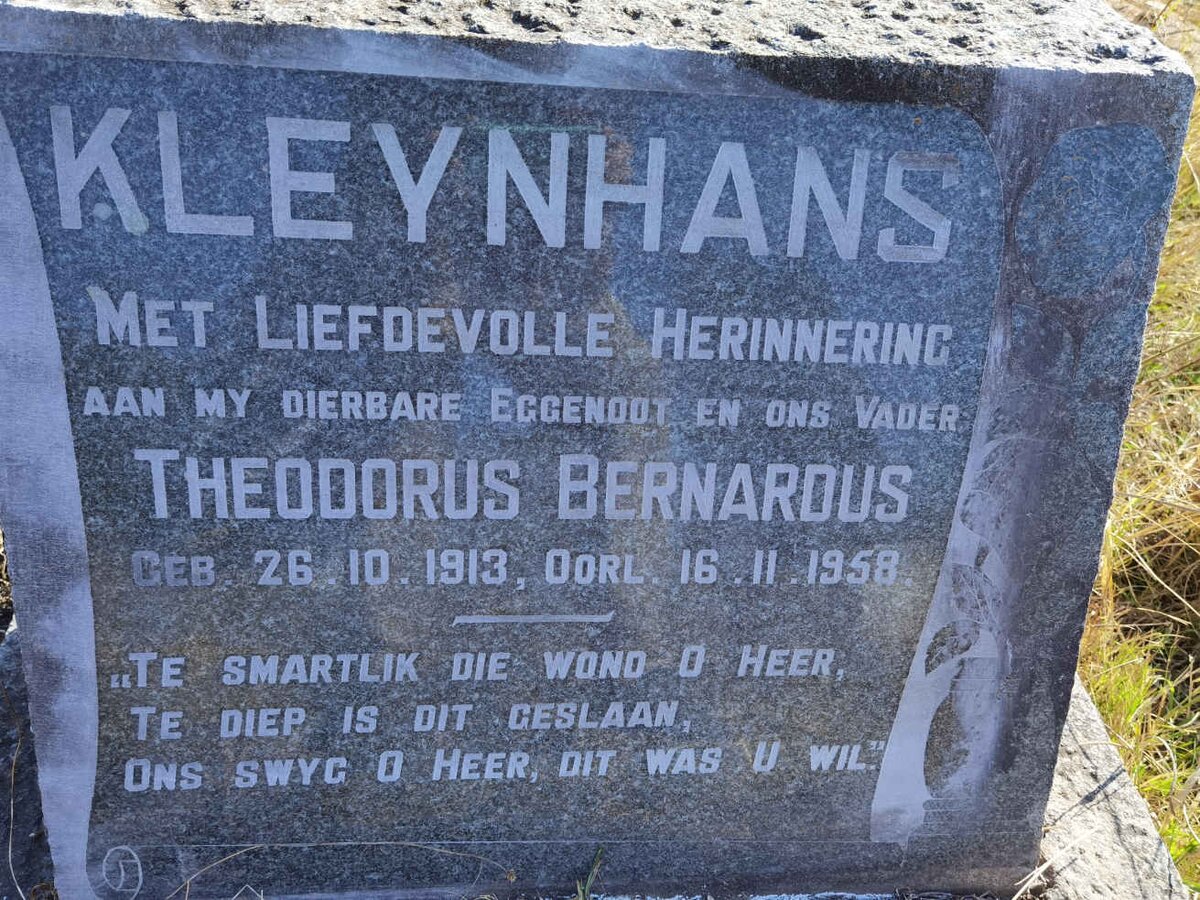 KLEYNHANS
MET LIEFDEVOLLE HERINNERING
AAN MY DIERBARE EGGENOOT EN ONS VADER
THEODORUS BERNARDUS
GEB. 26.10.1913, OORL. 16.11.1958.
„TE SMARTLIK DIE WOND O HEER,
TE DIEP IS DIT GESLAAN,
ONS SWYG O HEER, DIT WAS U WIL.”